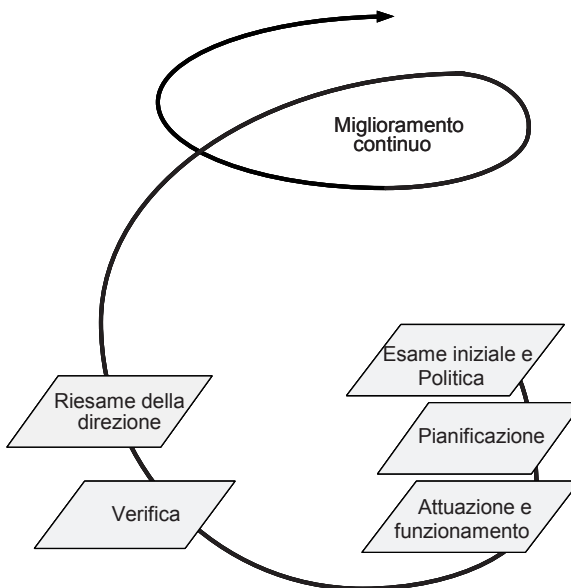 Miglioramento
continuo
Esame iniziale e
Politica
Pianificazione
Attuazione e
funzionamento
Verifica
Riesame della
direzione